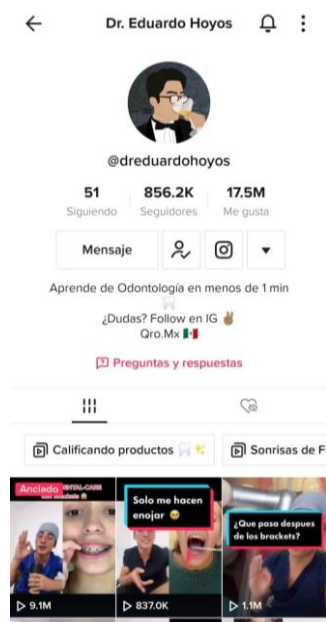 Dr. Eduardo Hoyos
@dreduardohoyos
51 856.2K 17.5M
Siguiendo Seguidores Me gusta
Mensaje
Aprende de Odontología en menos de 1 min
🦷
¿Dudas? Follow en IG ✌🏽
Qro.Mx 🇲🇽
Preguntas y respuestas
Calificando productos 🦷✨ Sonrisas de F
Anclado
DENTAL-CARE
Solo me hacen
enojar 🥺
¿Que pasa despues
de los brackets?
9.1M 837.0K 1.1M